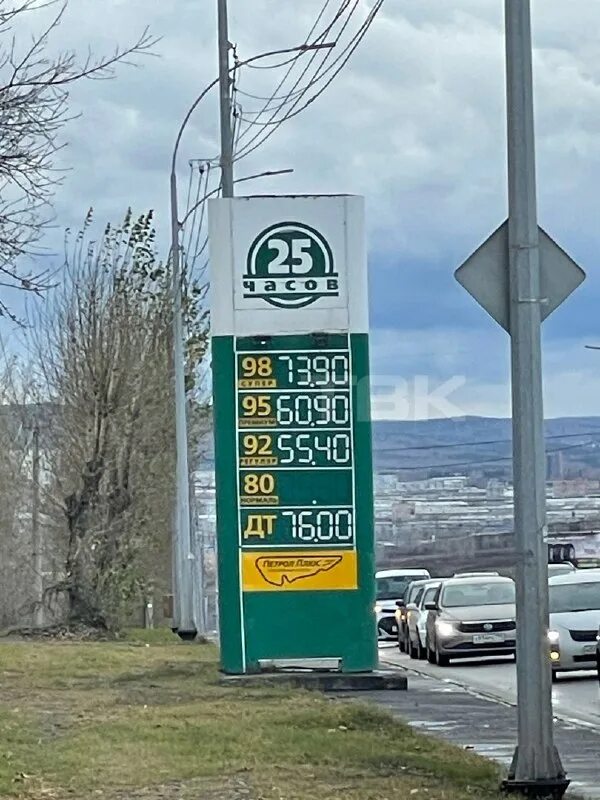 25
часов
98 73.90
СУПЕР
95 60.90
ПРЕМИУМ
92 55.40
РЕГУЛЯР
80
НОРМАЛЬ
ДТ 76.00
ПЕТРОЛ ПЛЮС